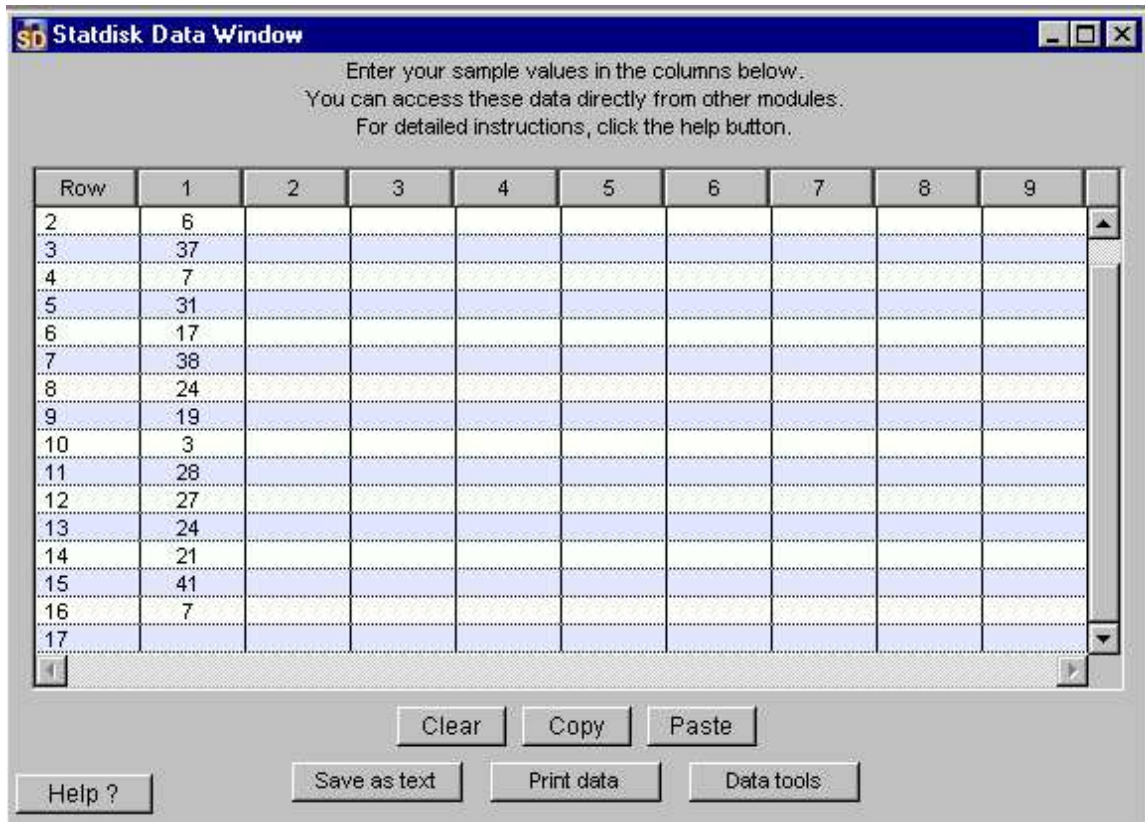 SD Statdisk Data Window
Enter your sample values in the columns below.
You can access these data directly from other modules.
For detailed instructions, click the help button.
Row 1 2 3 4 5 6 7 8 9
2 6
3 37
4 7
5 31
6 17
7 38
8 24
9 19
10 3
11 28
12 27
13 24
14 21
15 41
16 7
17
Clear Copy Paste
Save as text Print data Data tools
Help ?